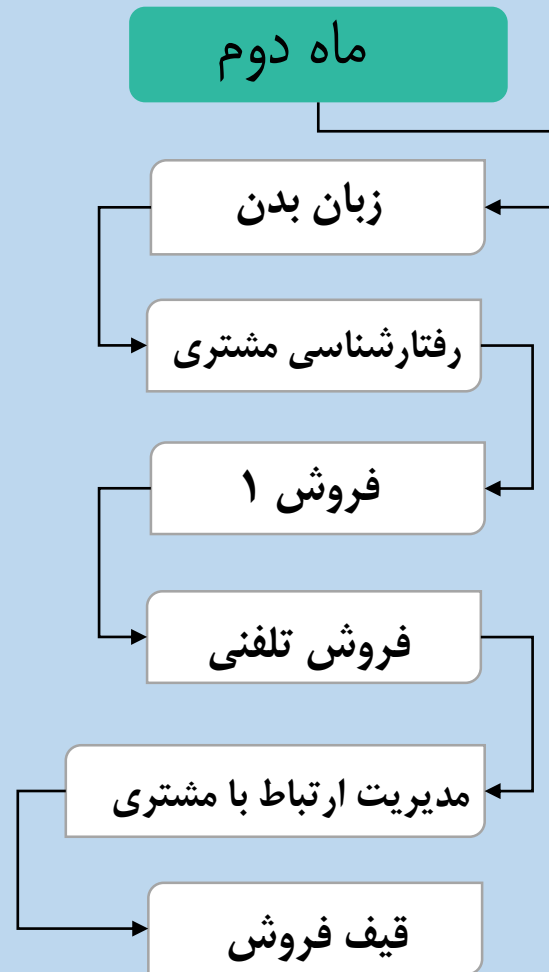 ماه دوم
زبان بدن
رفتارشناسی مشتری
فروش ۱
فروش تلفنی
مدیریت ارتباط با مشتری
قیف فروش